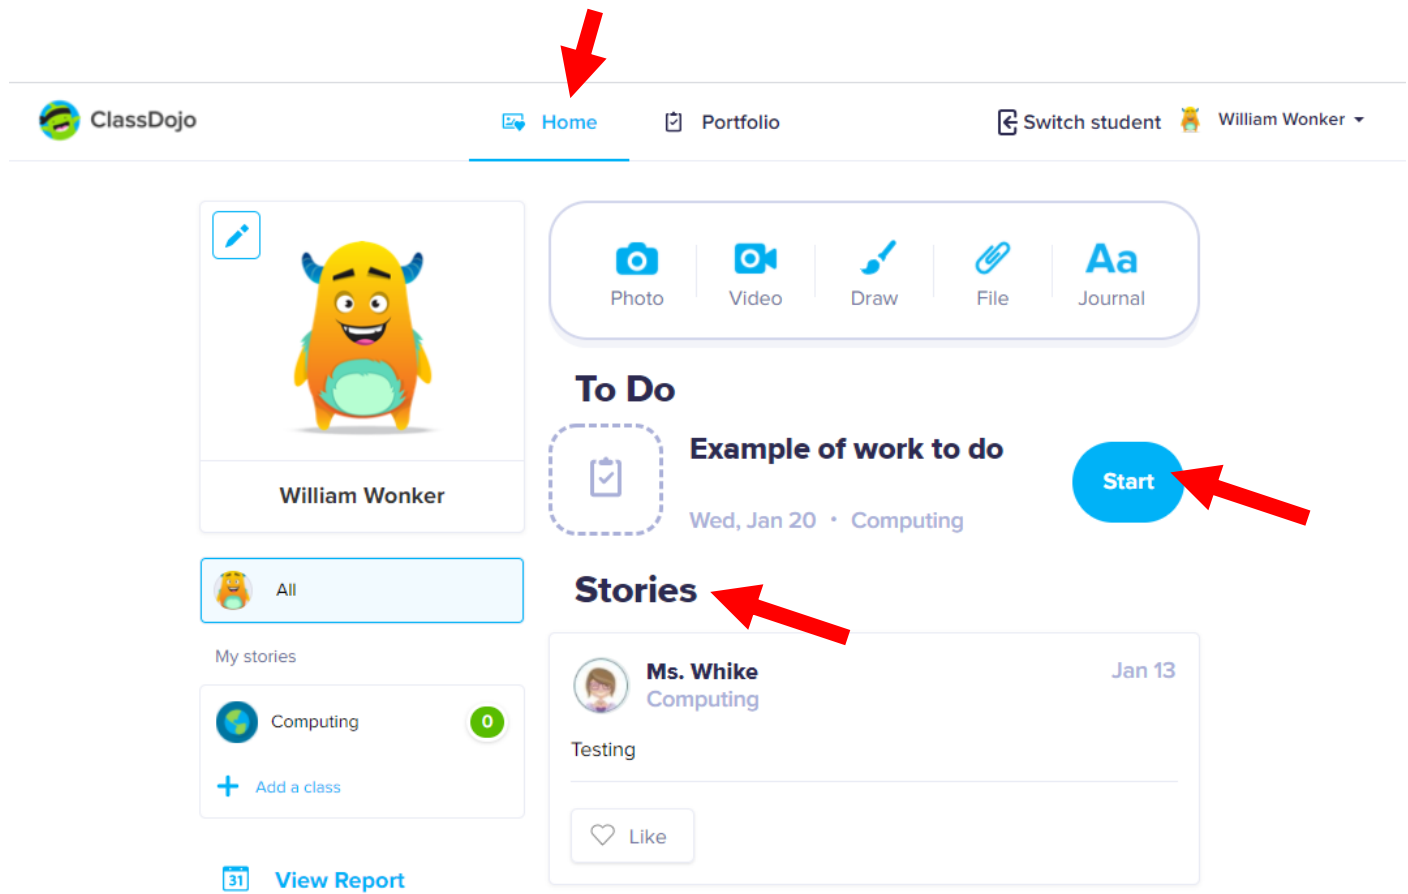 ClassDojo
Home
Portfolio
Switch student
William Wonker
Photo
Video
Draw
File
Aa
Journal
William Wonker
All
My stories
Computing
0
Add a class
31
View Report
To Do
Example of work to do
Start
Wed, Jan 20 • Computing
Stories
Ms. Whike
Jan 13
Computing
Testing
Like